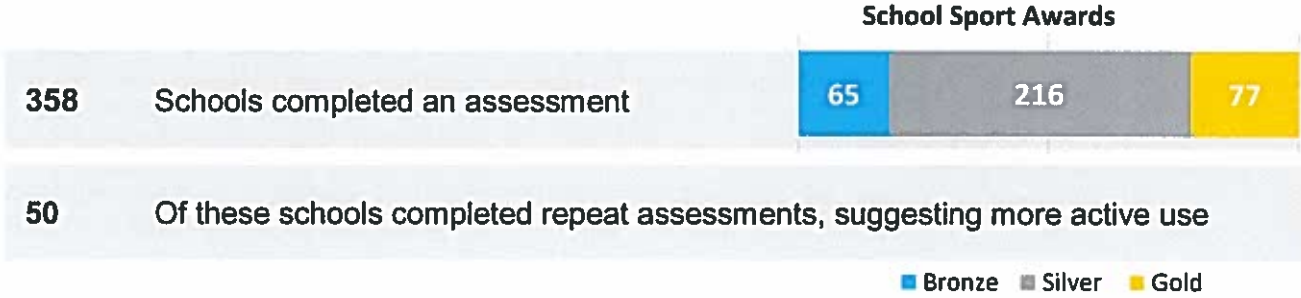 School Sport Awards
358 Schools completed an assessment 65 216 77
50 Of these schools completed repeat assessments, suggesting more active use
Bronze Silver Gold